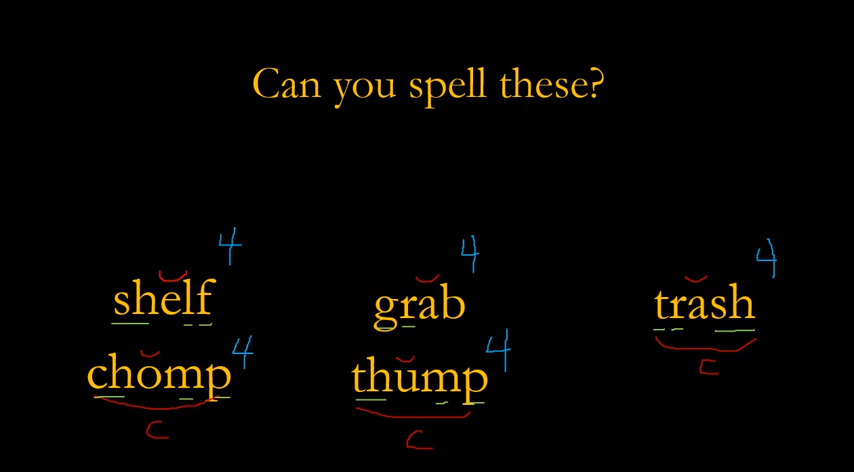 Can you spell these?
4 4 4
shelf grab trash
4 4
chomp thump
c
c c